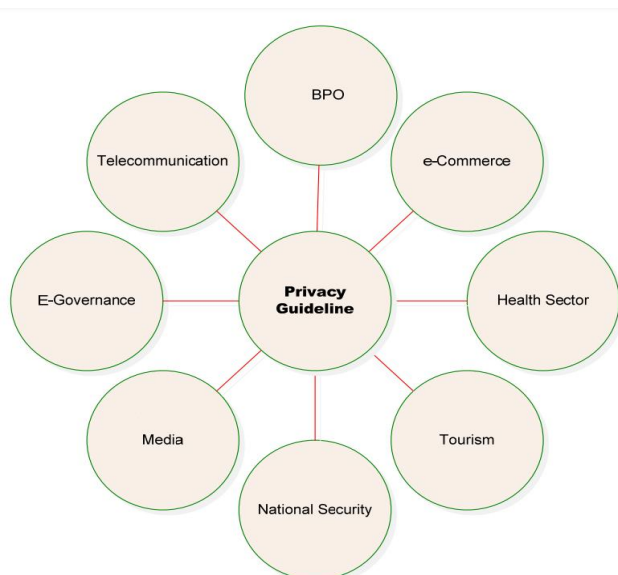 BPO
Telecommunication
e-Commerce
E-Governance
Privacy
Guideline
Health Sector
Media
Tourism
National Security